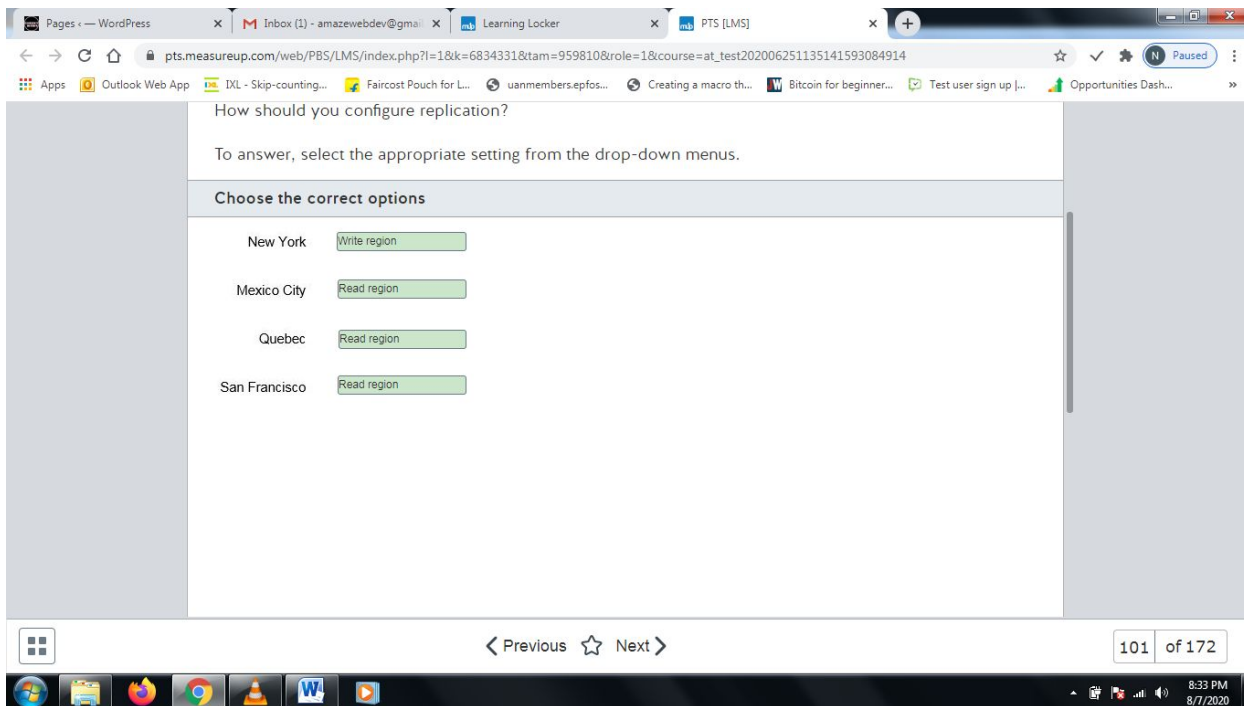 Pages ‹ — WordPress
Inbox (1) - amazewebdev@gmai
Learning Locker
PTS [LMS]
pts.measureup.com/web/PBS/LMS/index.php?l=1&k=6834331&tam=959810&role=1&course=at_test202006251135141593084914
N Paused
Apps
Outlook Web App
IXL - Skip-counting...
Faircost Pouch for L...
uanmembers.epfos...
Creating a macro th...
Bitcoin for beginner...
Test user sign up |...
Opportunities Dash...
»
How should you configure replication?
To answer, select the appropriate setting from the drop-down menus.
Choose the correct options
New York Write region
Mexico City Read region
Quebec Read region
San Francisco Read region
Previous Next
101 of 172
8:33 PM
8/7/2020